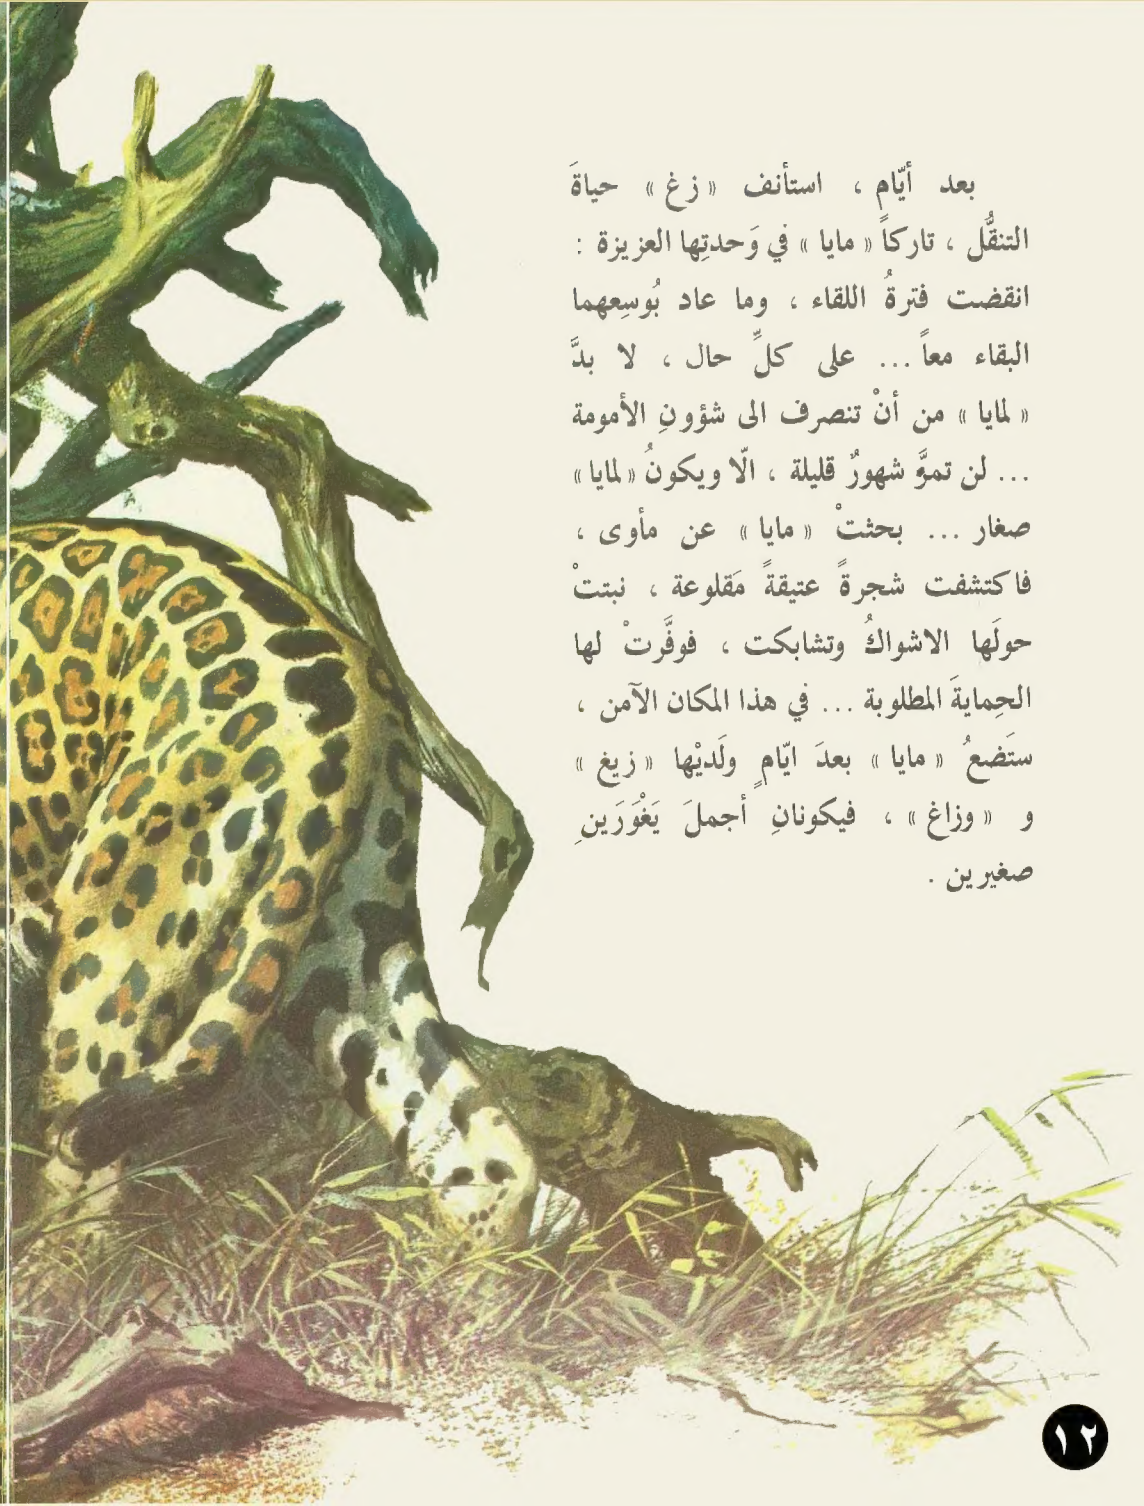 بعد أيّام ، استأنف « زغ » حياةَ
التنقُّل ، تاركاً « مايا » في وَحدتِها العزيزة :
انقضت فترةُ اللقاء ، وما عاد بُوسِعهما
البقاء معاً ... على كلِّ حال ، لا بدَّ
« لمايا » من أنْ تنصرف الى شؤونِ الأمومة
... لن تمرَّ شهورٌ قليلة ، الّا ويكونُ « لمايا »
صغار ... بحثتْ « مايا » عن مأوى ،
فاكتشفت شجرةً عتيقةً مَقلوعة ، نبتتْ
حولَها الاشواكُ وتشابكت ، فوفَّرتْ لها
الحِمايةَ المطلوبة ... في هذا المكان الآمن ،
ستَضعُ « مايا » بعدَ ايّامٍ ولَديْها « زيغ »
و « وزاغ » ، فيكونانِ أجملَ يَغْوَرَينِ
صغيرين .
١٢